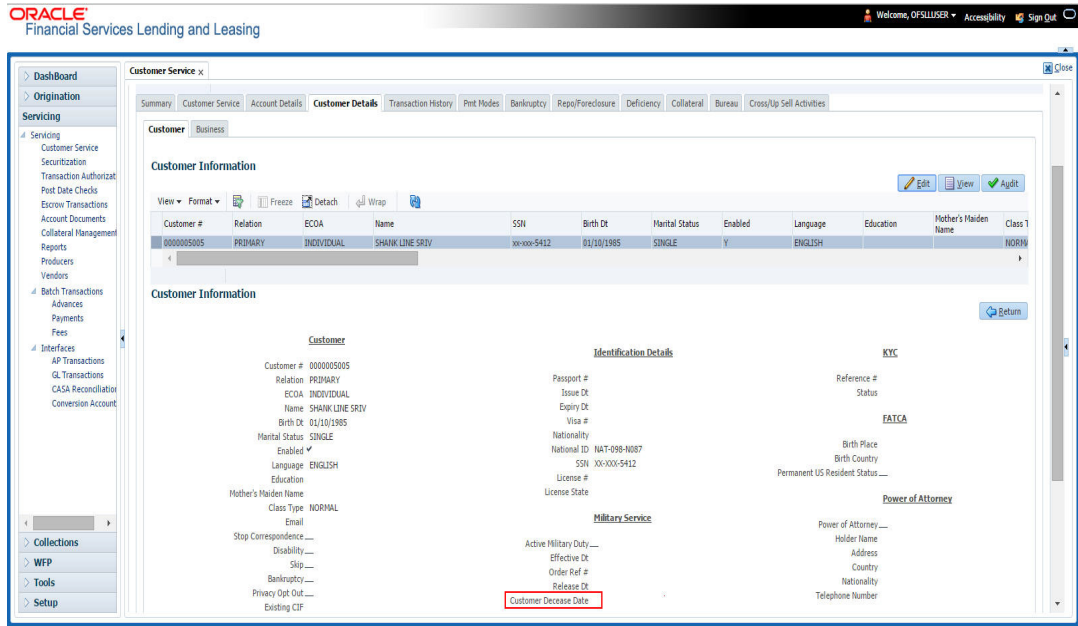 ORACLE
Financial Services Lending and Leasing
Welcome, OFSLLUSER Accessibility Sign Out
Close
DashBoard
Origination
Servicing
Servicing
Customer Service
Securitization
Transaction Authorizat
Post Date Checks
Escrow Transactions
Account Documents
Collateral Management
Reports
Producers
Vendors
Batch Transactions
Advances
Payments
Fees
Interfaces
AP Transactions
GL Transactions
CASA Reconciliation
Conversion Account
Collections
WFP
Tools
Setup
Customer Service x
Summary Customer Service Account Details Customer Details Transaction History Pmt Modes Bankruptcy Repo/Foreclosure Deficiency Collateral Bureau Cross/Up Sell Activities
Customer Business
Customer Information
Edit View Audit
View Format Freeze Detach Wrap
Customer # Relation ECOA Name SSN Birth Dt Marital Status Enabled Language Education Mother's Maiden Name Class T
0000005005 PRIMARY INDIVIDUAL SHANK LINE SRIV xx-xxx-5412 01/10/1985 SINGLE Y ENGLISH NORMA
Customer Information
Return
Customer
Customer # 0000005005
Relation PRIMARY
ECOA INDIVIDUAL
Name SHANK LINE SRIV
Birth Dt 01/10/1985
Marital Status SINGLE
Enabled
Language ENGLISH
Education
Mother's Maiden Name
Class Type NORMAL
Email
Stop Correspondence
Disability
Skip
Bankruptcy
Privacy Opt Out
Existing CIF
Identification Details
Passport #
Issue Dt
Expiry Dt
Visa #
Nationality
National ID NAT-098-N087
SSN XX-XXX-5412
License #
License State
Military Service
Active Military Duty
Effective Dt
Order Ref #
Release Dt
Customer Decease Date
KYC
Reference #
Status
FATCA
Birth Place
Birth Country
Permanent US Resident Status
Power of Attorney
Power of Attorney
Holder Name
Address
Country
Nationality
Telephone Number